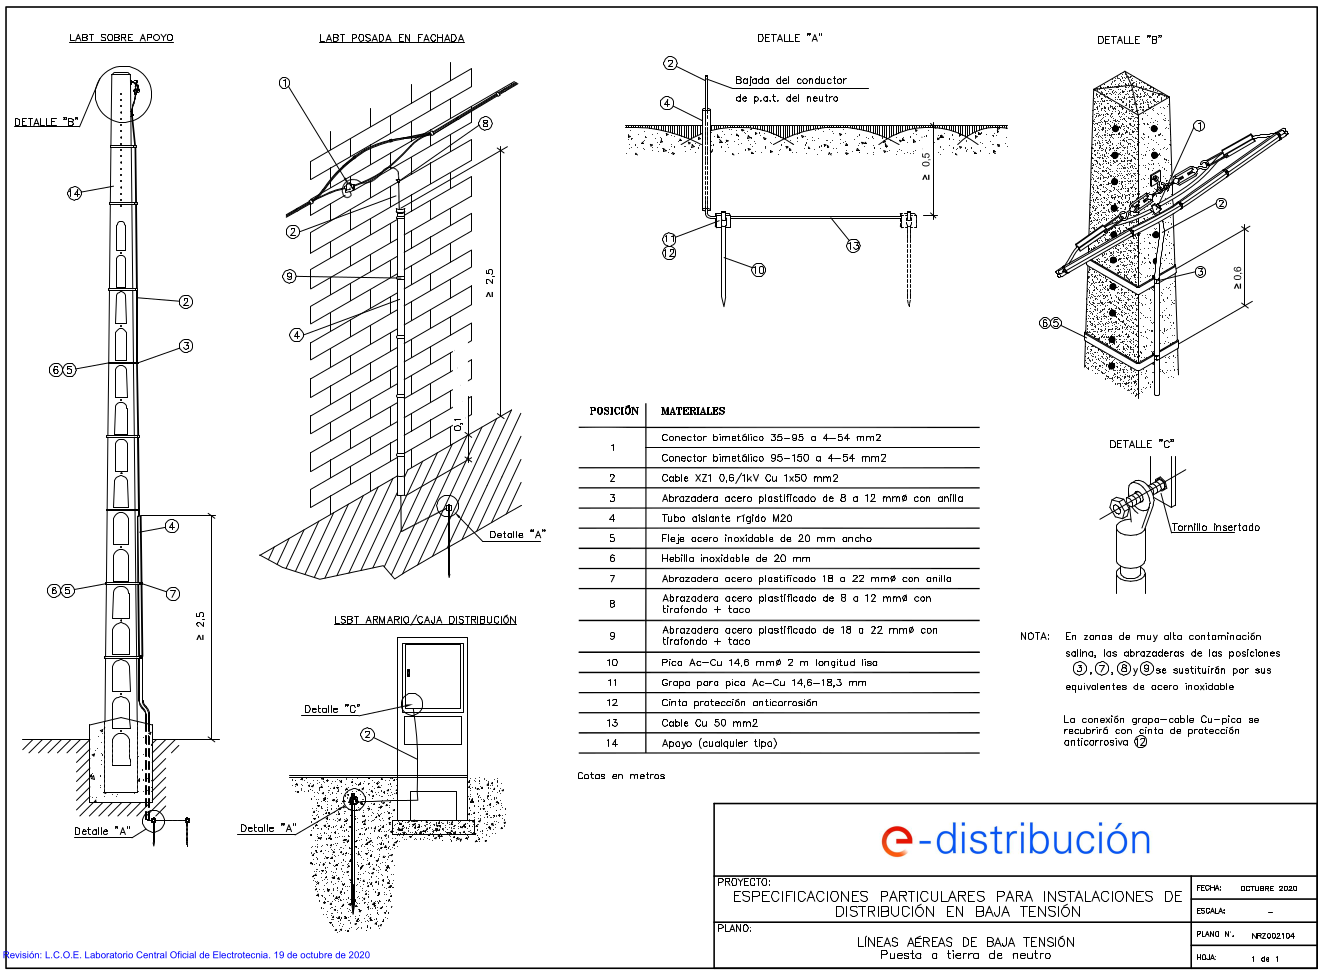 LABT SOBRE APOYO
DETALLE "B"
14
2
3
6 5
4
6 5
7
≥ 2,5
Detalle "A"
LABT POSADA EN FACHADA
1
8
2
9
4
≥ 2,5
0,1
Detalle "A"
LSBT ARMARIO/CAJA DISTRIBUCIÓN
Detalle "C"
2
Detalle "A"
DETALLE "A"
2
Bajada del conductor
de p.a.t. del neutro
4
≥ 0,5
11
12
13
10
DETALLE "B"
1
2
3
≥ 0,6
6 5
DETALLE "C"
Tornillo insertado
POSICIÓN MATERIALES
1 Conector bimetálico 35-95 a 4-54 mm2
Conector bimetálico 95-150 a 4-54 mm2
2 Cable XZ1 0,6/1kV Cu 1x50 mm2
3 Abrazadera acero plastificado de 8 a 12 mmø con anilla
4 Tubo aislante rígido M20
5 Fleje acero inoxidable de 20 mm ancho
6 Hebilla inoxidable de 20 mm
7 Abrazadera acero plastificado 18 a 22 mmø con anilla
8 Abrazadera acero plastificado de 8 a 12 mmø con
tirafondo + taco
9 Abrazadera acero plastificado de 18 a 22 mmø con
tirafondo + taco
10 Pica Ac-Cu 14,6 mmø 2 m longitud lisa
11 Grapa para pica Ac-Cu 14,6-18,3 mm
12 Cinta protección anticorrosión
13 Cable Cu 50 mm2
14 Apoyo (cualquier tipo)
Cotas en metros
NOTA: En zonas de muy alta contaminación
salina, las abrazaderas de las posiciones
3, 7, 8 y 9 se sustituirán por sus
equivalentes de acero inoxidable
La conexión grapa-cable Cu-pica se
recubrirá con cinta de protección
anticorrosiva 12
e-distribución
PROYECTO:
ESPECIFICACIONES PARTICULARES PARA INSTALACIONES DE
DISTRIBUCIÓN EN BAJA TENSIÓN
PLANO:
LÍNEAS AÉREAS DE BAJA TENSIÓN
Puesta a tierra de neutro
FECHA: OCTUBRE 2020
ESCALA: -
PLANO Nº. NRZ002104
HOJA: 1 de 1
Revisión: L.C.O.E. Laboratorio Central Oficial de Electrotecnia. 19 de octubre de 2020